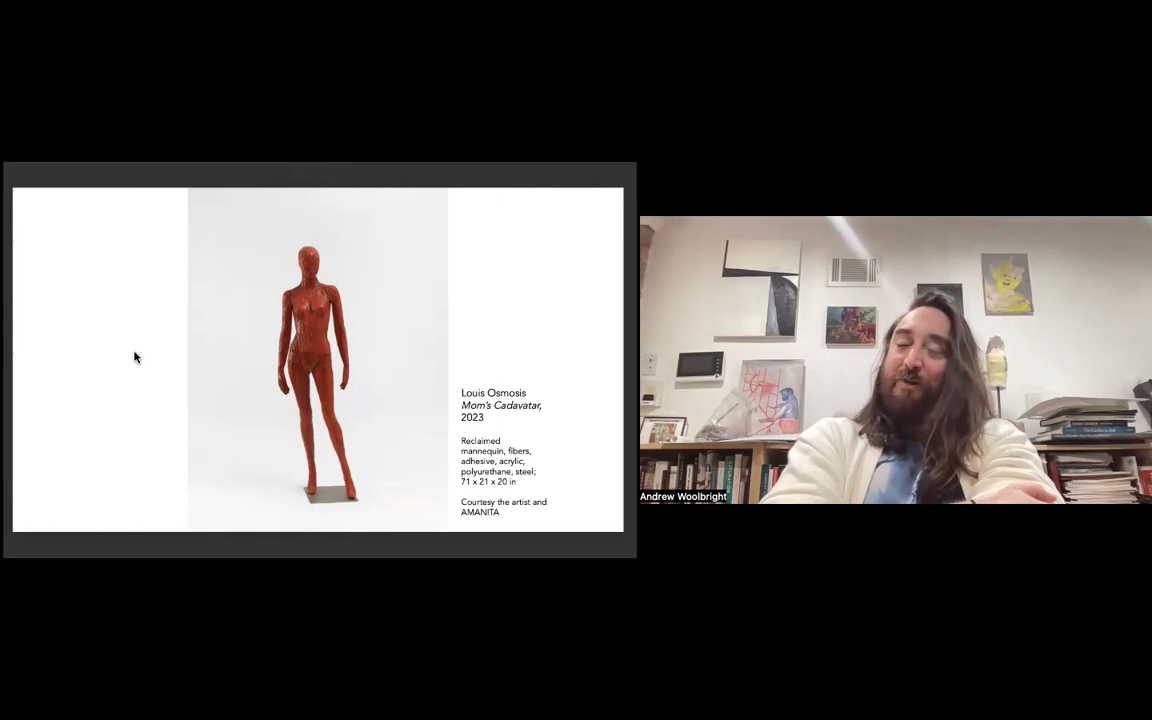 Louis Osmosis
Mom's Cadavatar,
2023
Reclaimed
mannequin, fibers,
adhesive, acrylic,
polyurethane, steel;
71 x 21 x 20 in
Courtesy the artist and
AMANITA
Andrew Woolbright